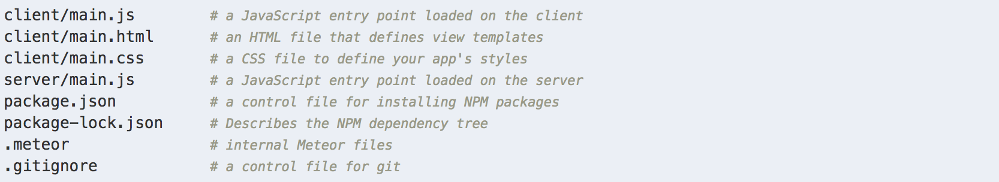 client/main.js # a JavaScript entry point loaded on the client
client/main.html # an HTML file that defines view templates
client/main.css # a CSS file to define your app's styles
server/main.js # a JavaScript entry point loaded on the server
package.json # a control file for installing NPM packages
package-lock.json # Describes the NPM dependency tree
.meteor # internal Meteor files
.gitignore # a control file for git